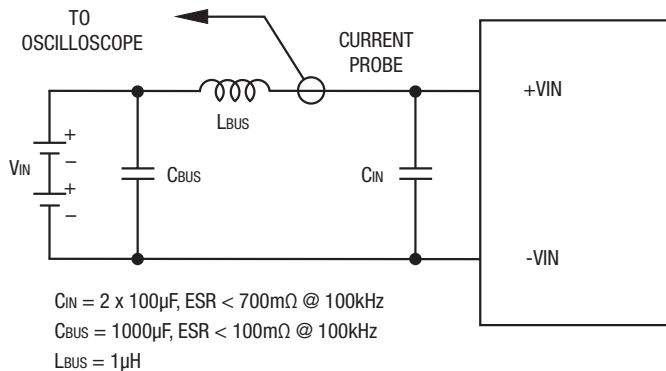 TO
OSCILLOSCOPE
CURRENT
PROBE
LBUS
+VIN
+
VIN
−
+
−
CBUS
CIN
-VIN
CIN = 2 x 100µF, ESR < 700mΩ @ 100kHz
CBUS = 1000µF, ESR < 100mΩ @ 100kHz
LBUS = 1µH